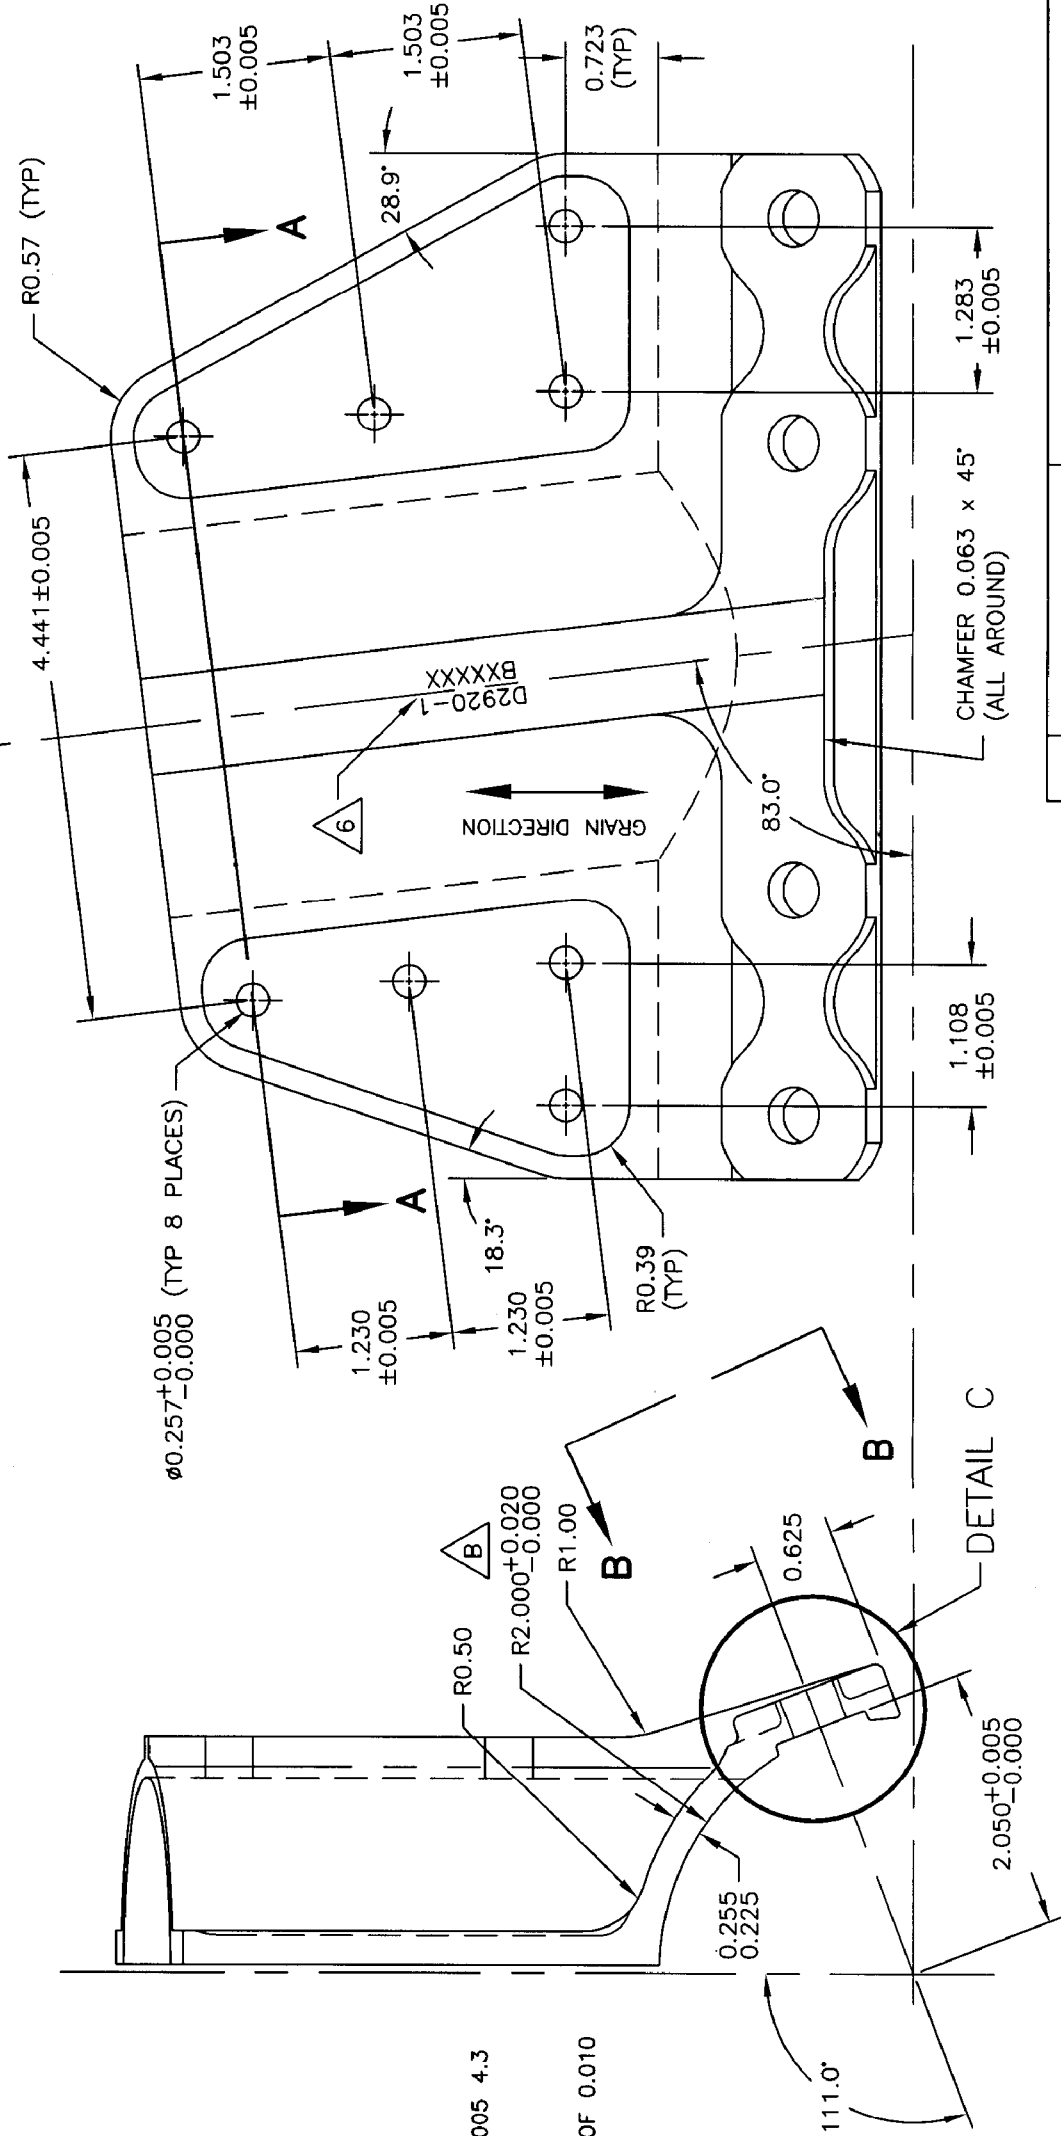 R0.57 (TYP)
1.503
±0.005
1.503
±0.005
0.723
(TYP)
A
28.9°
4.441±0.005
D2920-1
BXXXXX
6
GRAIN DIRECTION
83.0°
1.283
±0.005
CHAMFER 0.063 x 45°
(ALL AROUND)
ø0.257+0.005
-0.000
(TYP 8 PLACES)
A
18.3°
1.230
±0.005
1.230
±0.005
R0.39
(TYP)
1.108
±0.005
B
B
B
R0.50
R2.000+0.020
-0.000
R1.00
0.625
DETAIL C
0.255
0.225
2.050+0.005
-0.000
111.0°
005 4.3
OF 0.010